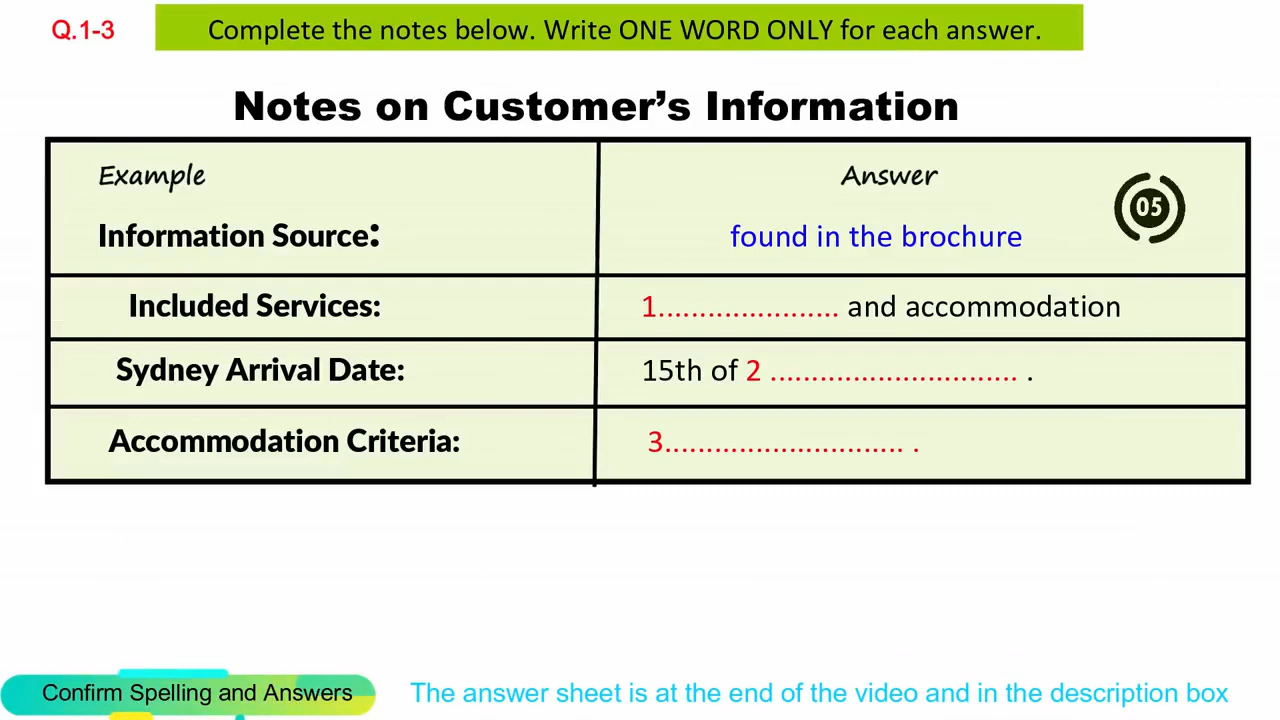 Q.1-3
Complete the notes below. Write ONE WORD ONLY for each answer.
Notes on Customer's Information
Example
Answer
05
Information Source:
found in the brochure
Included Services:
1...................... and accommodation
Sydney Arrival Date:
15th of 2 .............................. .
Accommodation Criteria:
3............................. .
Confirm Spelling and Answers
The answer sheet is at the end of the video and in the description box